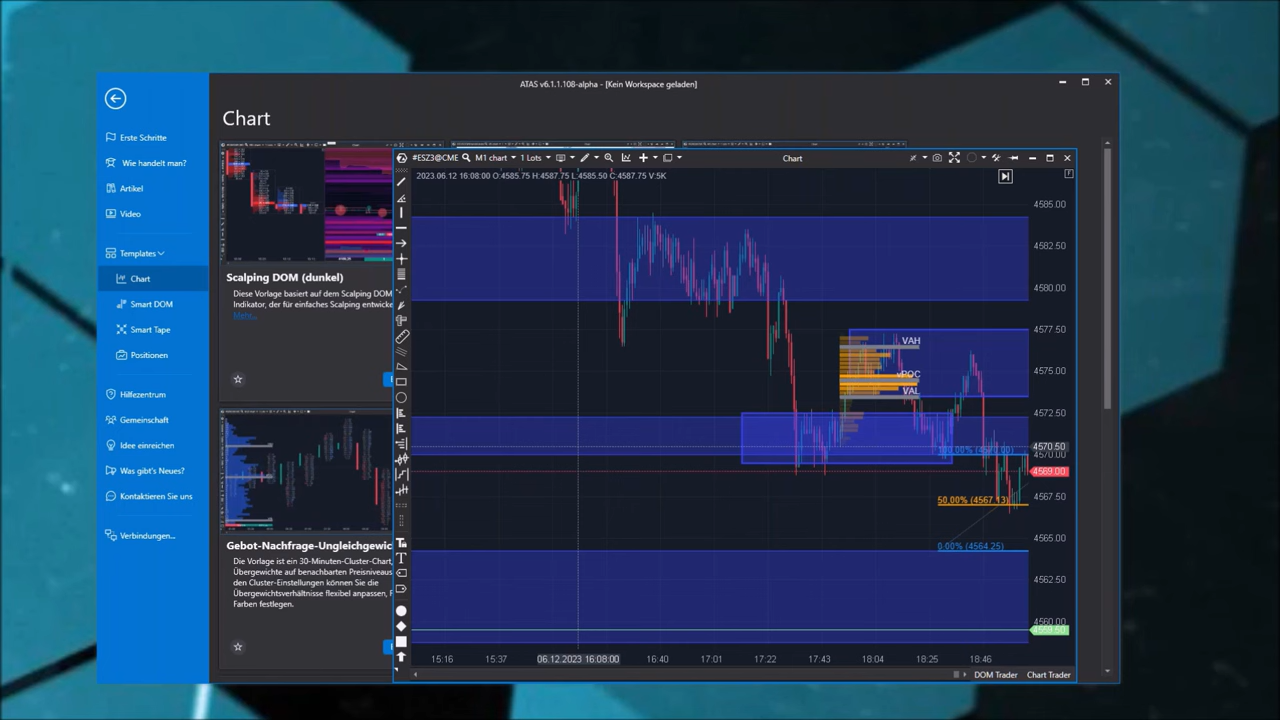 ATAS v6.1.1.108-alpha - [Kein Workspace geladen]
Chart
Erste Schritte
Wie handelt man?
Artikel
Video
Templates
Chart
Smart DOM
Smart Tape
Positionen
Hilfezentrum
Gemeinschaft
Idee einreichen
Was gibt's Neues?
Kontaktieren Sie uns
Verbindungen...
Scalping DOM (dunkel)
Diese Vorlage basiert auf dem Scalping DOM
Indikator, der für einfaches Scalping entwicke
Mehr...
Gebot-Nachfrage-Ungleichgewic
Die Vorlage ist ein 30-Minuten-Cluster-Chart,
Übergewichte auf benachbarten Preisniveaus
den Cluster-Einstellungen können Sie die
Übergewichtsverhältnisse flexibel anpassen, F
Farben festlegen.
#ESZ3@CME M1 chart 1 Lots Chart
2023.06.12 16:08:00 O:4585.75 H:4587.75 L:4585.50 C:4587.75 V:5K
F
4585.00
4582.50
4580.00
4577.50
VAH
4575.00
vPOC
VAL
4572.50
4570.50
100.00% (4570.00)
4570.00
4569.00
50.00% (4567.13)
4567.50
4565.00
0.00% (4564.25)
4562.50
4560.00
4559.50
15:16 15:37 06.12.2023 16:08:00 16:40 17:01 17:22 17:43 18:04 18:25 18:46
DOM Trader Chart Trader